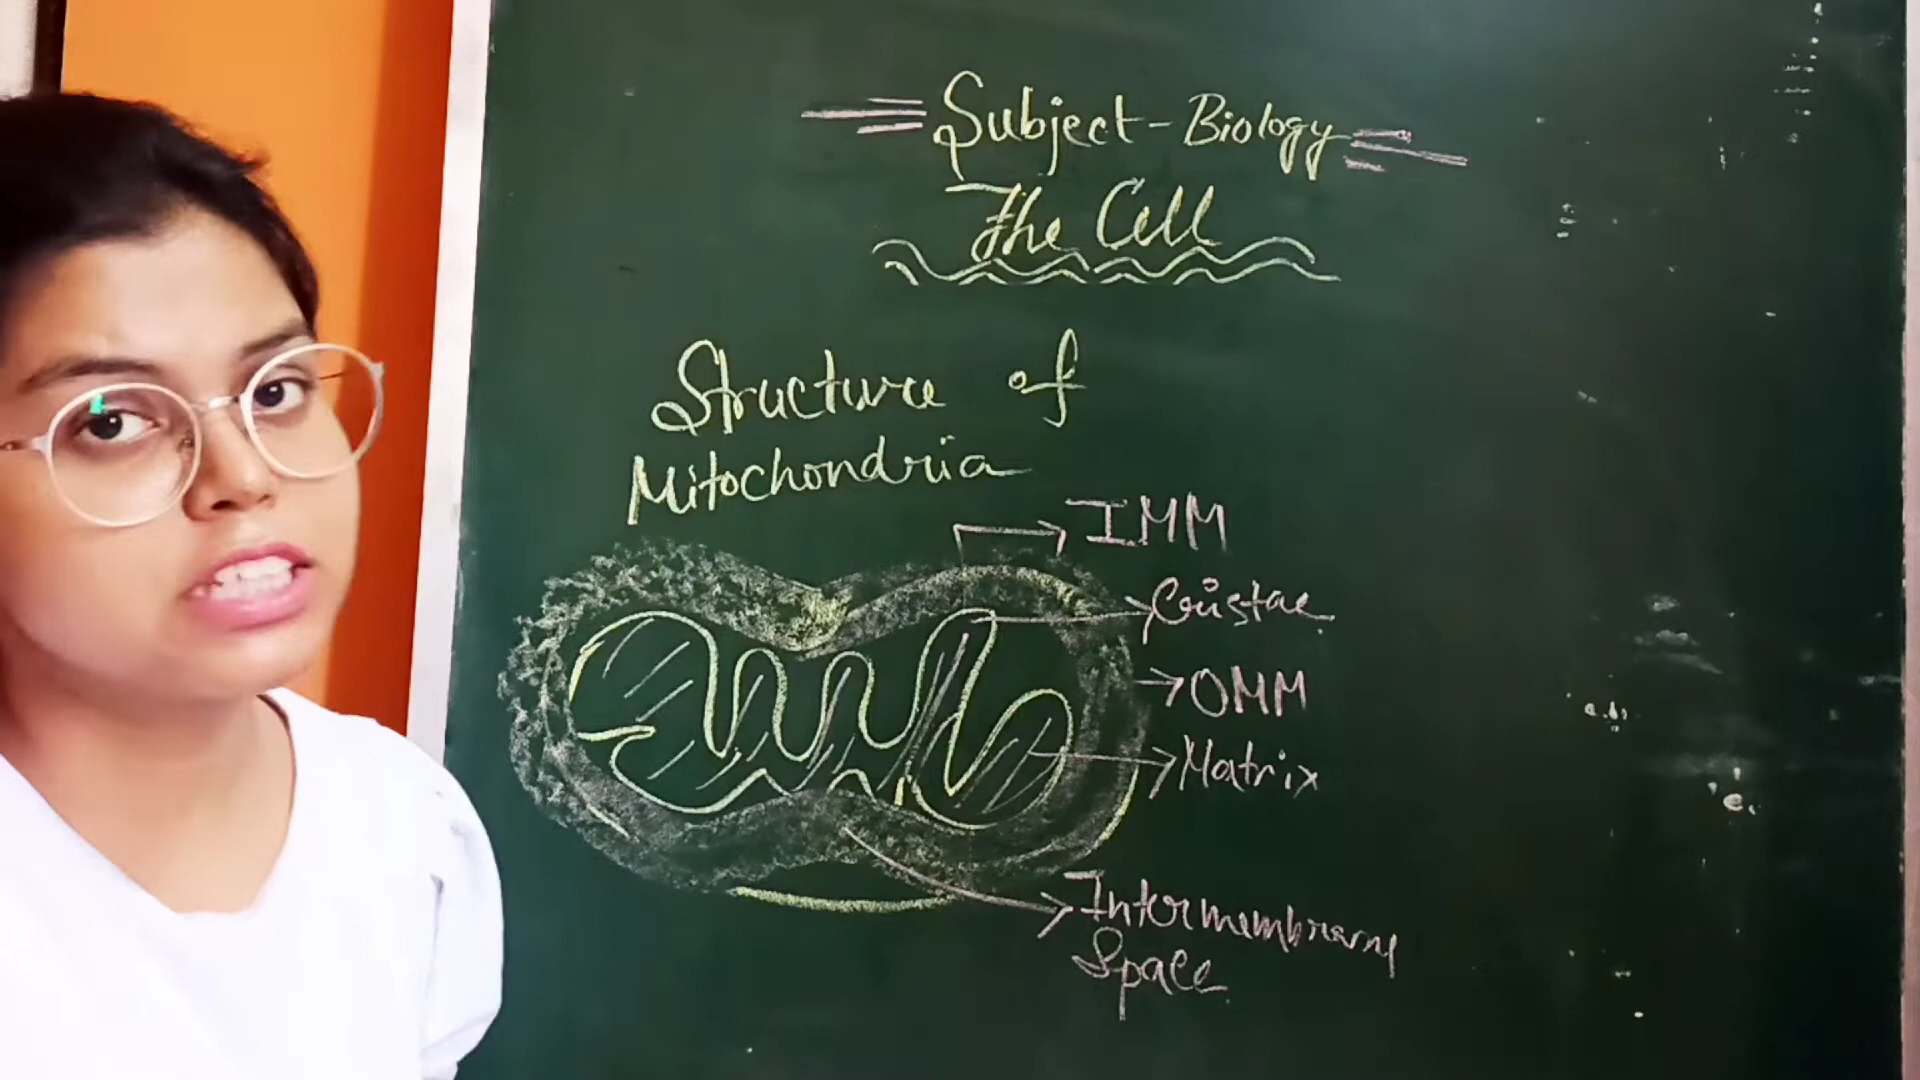 Subject-Biology
The Cell
Structure of
Mitochondria
IMM
Cristae
OMM
Matrix
Intermembrane
Space